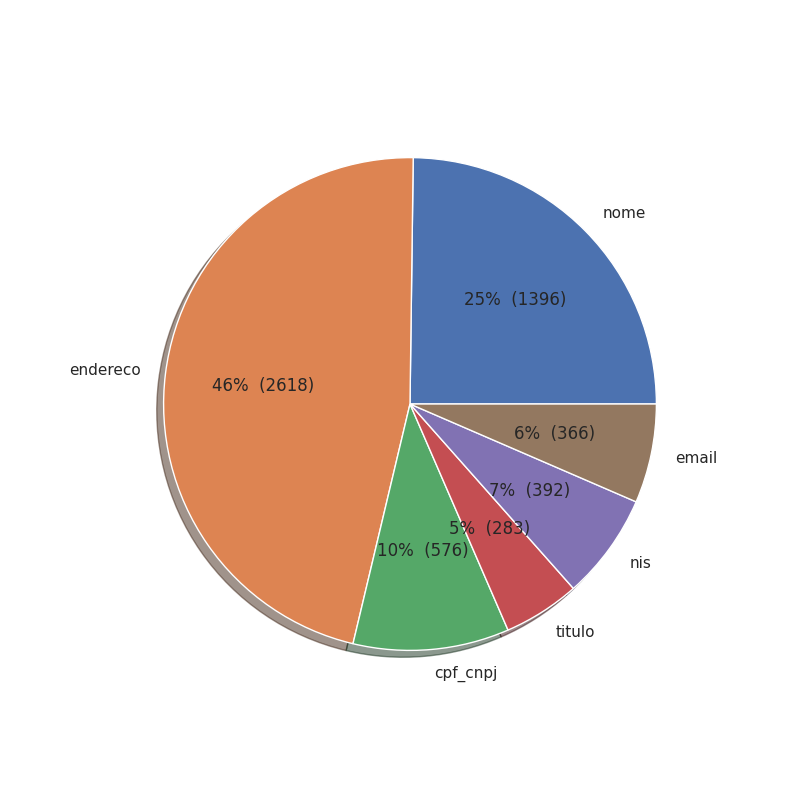 nome
25%  (1396)
endereco
46%  (2618)
6%  (366)
email
7%  (392)
5%  (283)
10%  (576)
nis
titulo
cpf_cnpj